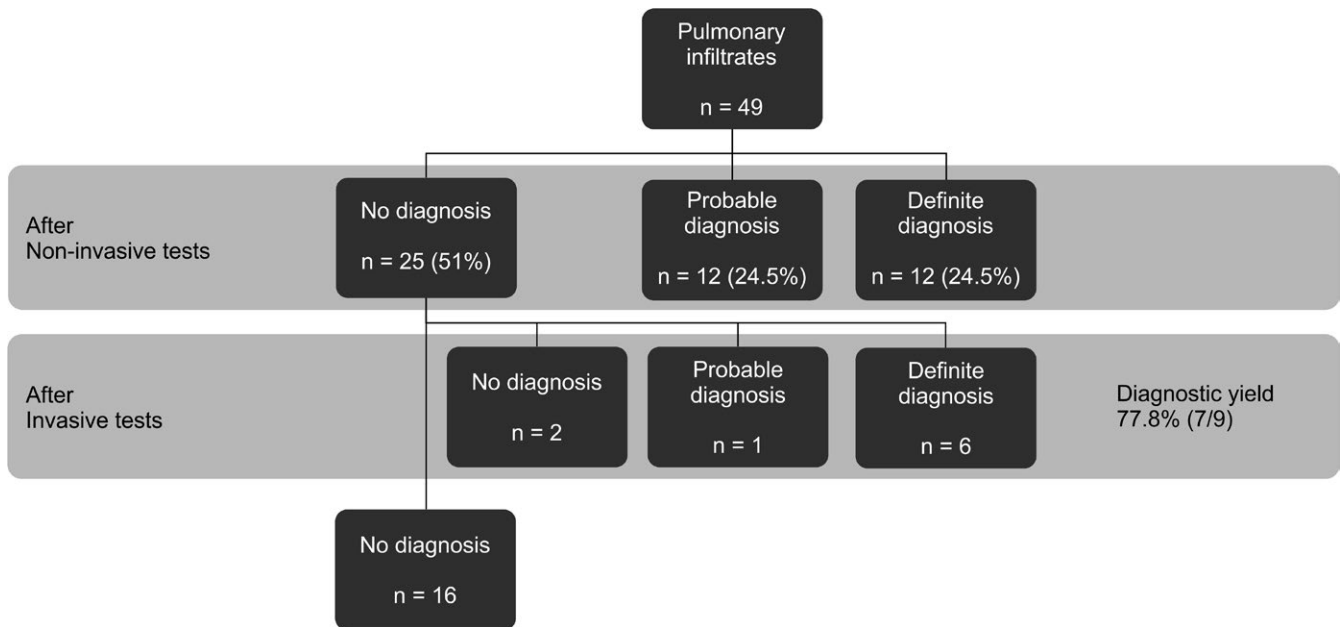 Pulmonary
infiltrates
n = 49
After
Non-invasive tests
No diagnosis
n = 25 (51%)
Probable
diagnosis
n = 12 (24.5%)
Definite
diagnosis
n = 12 (24.5%)
After
Invasive tests
No diagnosis
n = 2
Probable
diagnosis
n = 1
Definite
diagnosis
n = 6
Diagnostic yield
77.8% (7/9)
No diagnosis
n = 16